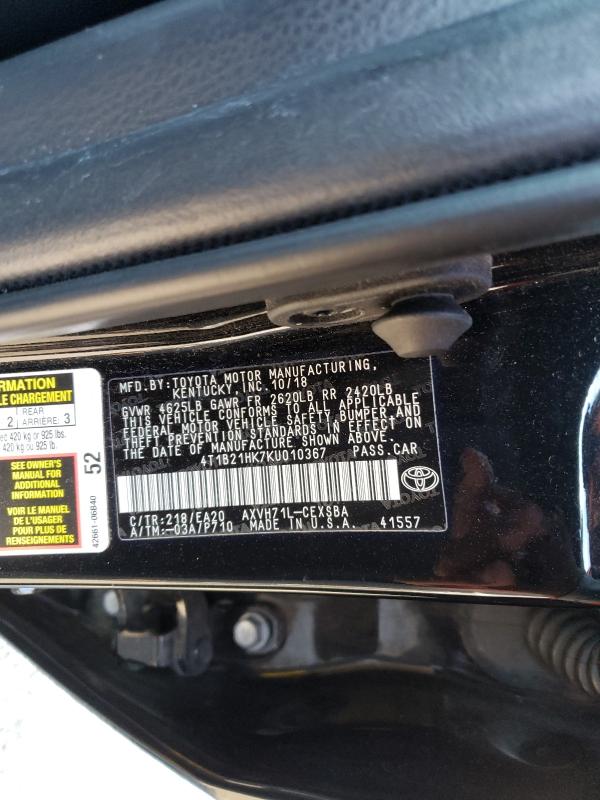 FORMATION
LE CHARGEMENT
REAR
2 ARRIÈRE: 3
420 kg or 925 lbs.
420 kg ou 925 lb.
SEE OWNER'S
MANUAL FOR
ADDITIONAL
INFORMATION
VOIR LE MANUEL
DE L'USAGER
POUR PLUS DE
RENSEIGNEMENTS
52
42661-06B40
MFD.BY:TOYOTA MOTOR MANUFACTURING,
KENTUCKY, INC. 10/18
GVWR 4625LB GAWR FR 2620LB RR 2420LB
THIS VEHICLE CONFORMS TO ALL APPLICABLE
FEDERAL MOTOR VEHICLE SAFETY, BUMPER AND
THEFT PREVENTION STANDARDS IN EFFECT ON
THE DATE OF MANUFACTURE SHOWN ABOVE.
4T1B21HK7KU010367 PASS.CAR
C/TR:218/EA20 AXVH71L-CEXSBA
A/TM:-03A/P710 MADE IN U.S.A. 41557